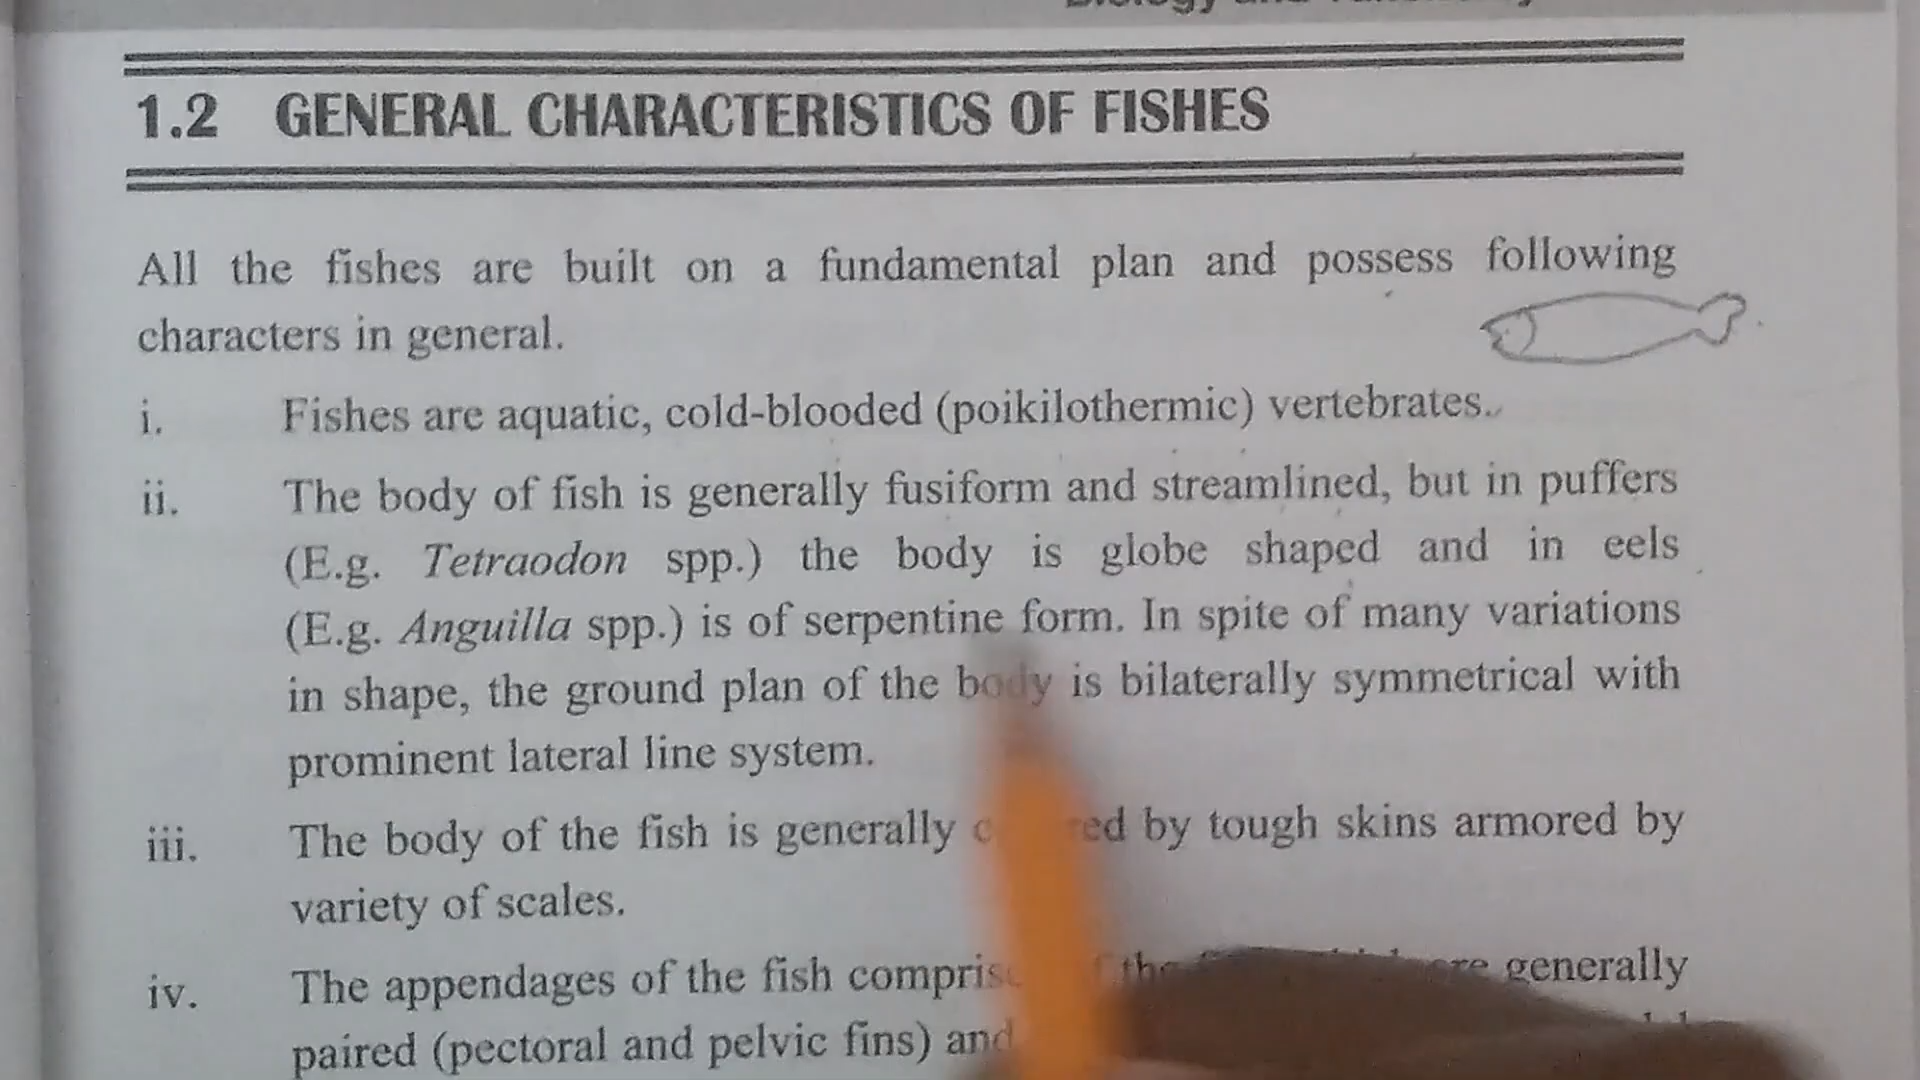 1.2 GENERAL CHARACTERISTICS OF FISHES
All the fishes are built on a fundamental plan and possess following
characters in general.
i. Fishes are aquatic, cold-blooded (poikilothermic) vertebrates.
ii. The body of fish is generally fusiform and streamlined, but in puffers
(E.g. Tetraodon spp.) the body is globe shaped and in eels
(E.g. Anguilla spp.) is of serpentine form. In spite of many variations
in shape, the ground plan of the body is bilaterally symmetrical with
prominent lateral line system.
iii. The body of the fish is generally by tough skins armored by
variety of scales.
iv. The appendages of the fish generally
paired (pectoral and pelvic fins) and